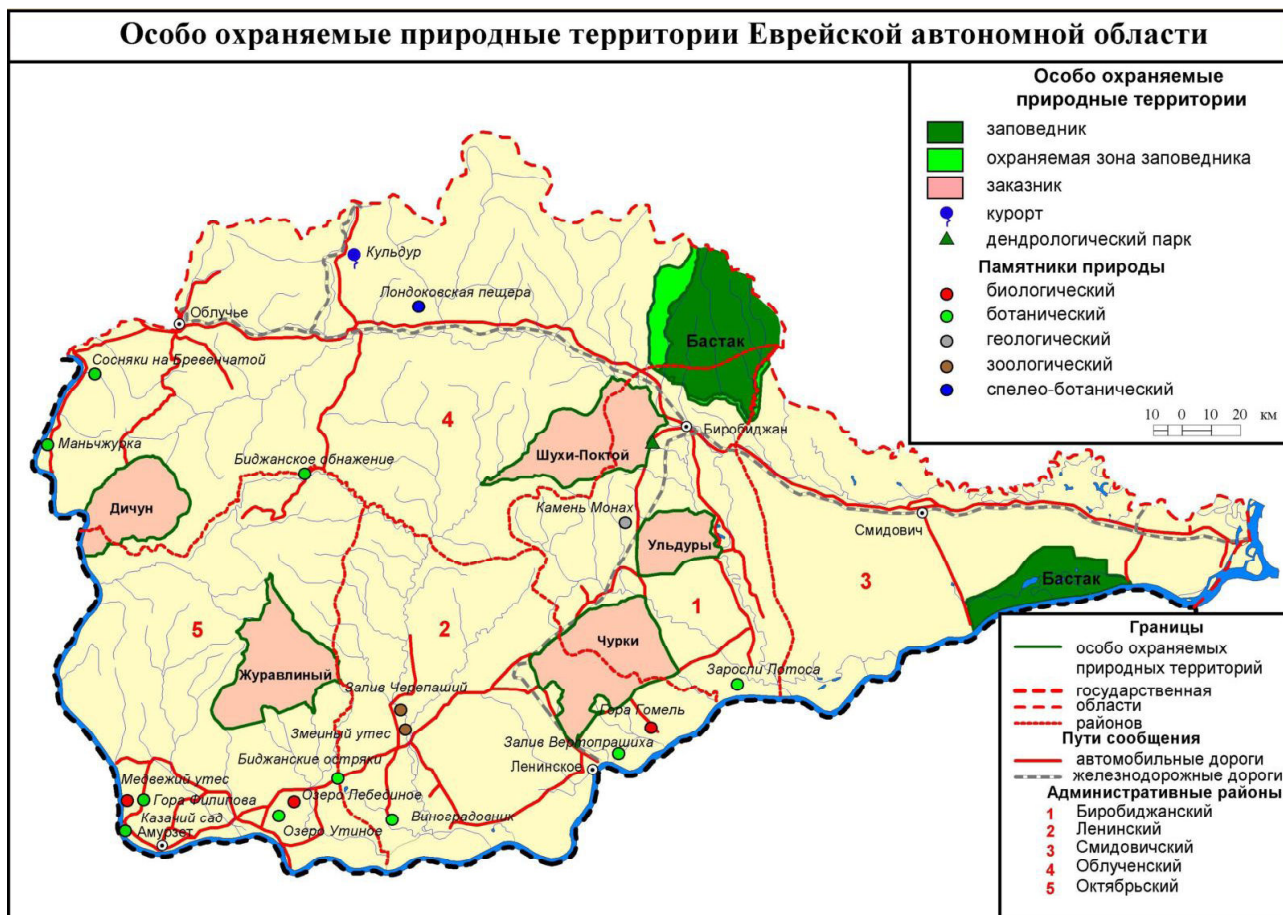 Особо охраняемые природные территории Еврейской автономной области
Особо охраняемые
природные территории
заповедник
охраняемая зона заповедника
заказник
курорт
дендрологический парк
Памятники природы
биологический
ботанический
геологический
зоологический
спелео-ботанический
10 0 10 20 км
Кульдур
Лондоковская пещера
Облучье
Бастак
Сосняки на Бревенчатой
4
Биробиджан
Маньчжурка
Биджанское обнажение
Шухи-Поктой
Дичун
Камень Монах
Смидович
Ульдуры
3
Бастак
1
5
2
Чурки
Журавлиный
Заросли Лотоса
Залив Черепаший
Гора Гомель
Змеиный утес
Залив Вертопрашиха
Биджанские остряки
Ленинское
Медвежий утес
Озеро Лебединое
Гора Филипова
Казачий сад
Виноградовник
Амурзет
Озеро Утиное
Границы
особо охраняемых
природных территорий
государственная
области
районов
Пути сообщения
автомобильные дороги
железнодорожные дороги
Административные районы
1 Биробиджанский
2 Ленинский
3 Смидовичский
4 Облученский
5 Октябрьский